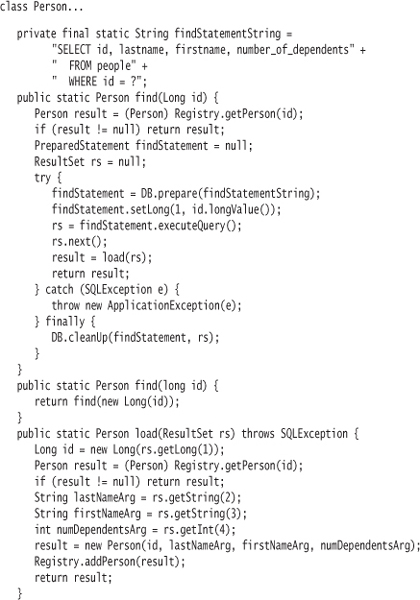 class Person...
private final static String findStatementString =
"SELECT id, lastname, firstname, number_of_dependents" +
"  FROM people" +
"  WHERE id = ?";
public static Person find(Long id) {
Person result = (Person) Registry.getPerson(id);
if (result != null) return result;
PreparedStatement findStatement = null;
ResultSet rs = null;
try {
findStatement = DB.prepare(findStatementString);
findStatement.setLong(1, id.longValue());
rs = findStatement.executeQuery();
rs.next();
result = load(rs);
return result;
} catch (SQLException e) {
throw new ApplicationException(e);
} finally {
DB.cleanUp(findStatement, rs);
}
}
public static Person find(long id) {
return find(new Long(id));
}
public static Person load(ResultSet rs) throws SQLException {
Long id = new Long(rs.getLong(1));
Person result = (Person) Registry.getPerson(id);
if (result != null) return result;
String lastNameArg = rs.getString(2);
String firstNameArg = rs.getString(3);
int numDependentsArg = rs.getInt(4);
result = new Person(id, lastNameArg, firstNameArg, numDependentsArg);
Registry.addPerson(result);
return result;
}